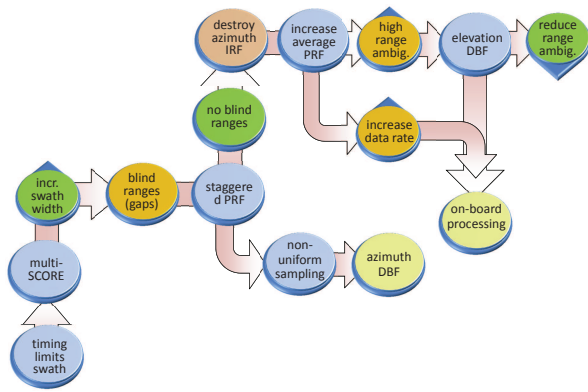 destroy
azimuth
IRF
increase
average
PRF
high
range
ambig.
elevation
DBF
reduce
range
ambig.
no blind
ranges
increase
data rate
incr.
swath
width
blind
ranges
(gaps)
staggere
d PRF
on-board
processing
multi-
SCORE
non-
uniform
sampling
azimuth
DBF
timing
limits
swath